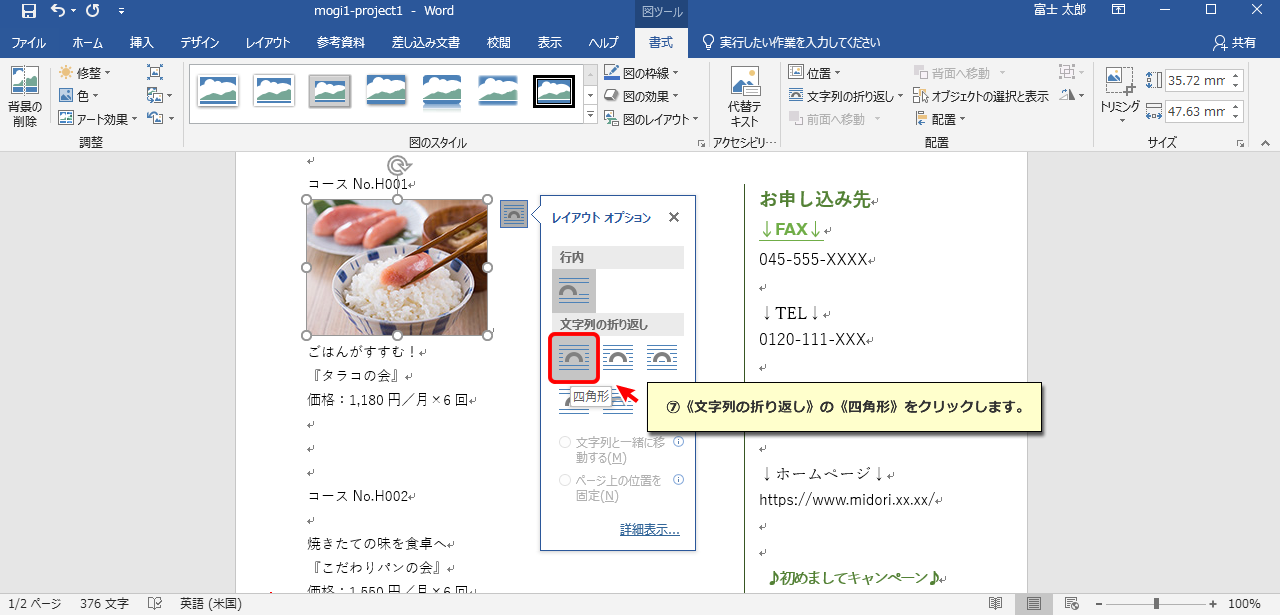 mogi1-project1 - Word
図ツール
富士 太郎
ファイル ホーム 挿入 デザイン レイアウト 参考資料 差し込み文書 校閲 表示 ヘルプ 書式 実行したい作業を入力してください 共有
背景の
削除
修整
色
アート効果
調整
図のスタイル
図の枠線
図の効果
図のレイアウト
代替テ
キスト
アクセシビリ…
位置
文字列の折り返し
前面へ移動
背面へ移動
オブジェクトの選択と表示
配置
配置
トリミング
35.72 mm
47.63 mm
サイズ
コース No.H001
ごはんがすすむ！
『タラコの会』
価格：1,180 円／月×6 回
コース No.H002
焼きたての味を食卓へ
『こだわりパンの会』
価格：1,550 円／月×6 回
レイアウト オプション
行内
文字列の折り返し
四角形
文字列と一緒に移
動する(M)
ページ上の位置を
固定(N)
詳細表示...
⑦《文字列の折り返し》の《四角形》をクリックします。
お申し込み先
↓FAX↓
045-555-XXXX
↓TEL↓
0120-111-XXX
↓ホームページ↓
https://www.midori.xx.xx/
♪初めましてキャンペーン♪
1/2 ページ 376 文字 英語 (米国) 100%